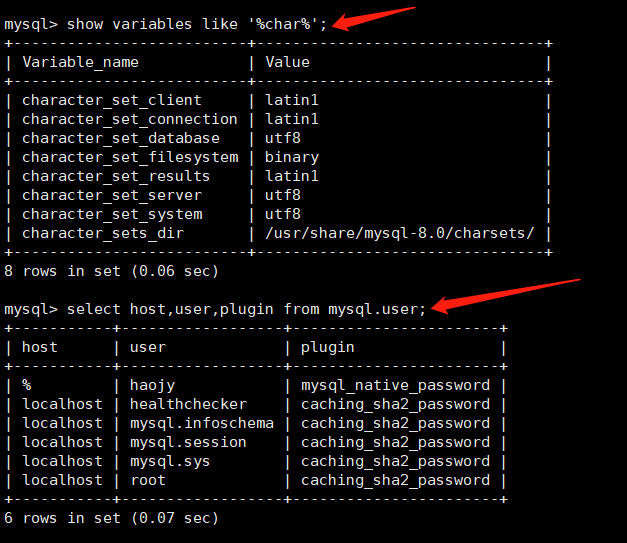 mysql> show variables like '%char%';
+--------------------------+--------------------------------+
| Variable_name            | Value                          |
+--------------------------+--------------------------------+
| character_set_client     | latin1                         |
| character_set_connection | latin1                         |
| character_set_database   | utf8                           |
| character_set_filesystem | binary                         |
| character_set_results    | latin1                         |
| character_set_server     | utf8                           |
| character_set_system     | utf8                           |
| character_sets_dir       | /usr/share/mysql-8.0/charsets/ |
+--------------------------+--------------------------------+
8 rows in set (0.06 sec)
mysql> select host,user,plugin from mysql.user;
+-----------+------------------+-----------------------+
| host      | user             | plugin                |
+-----------+------------------+-----------------------+
| %         | haojy            | mysql_native_password |
| localhost | healthchecker    | caching_sha2_password |
| localhost | mysql.infoschema | caching_sha2_password |
| localhost | mysql.session    | caching_sha2_password |
| localhost | mysql.sys        | caching_sha2_password |
| localhost | root             | caching_sha2_password |
+-----------+------------------+-----------------------+
6 rows in set (0.07 sec)